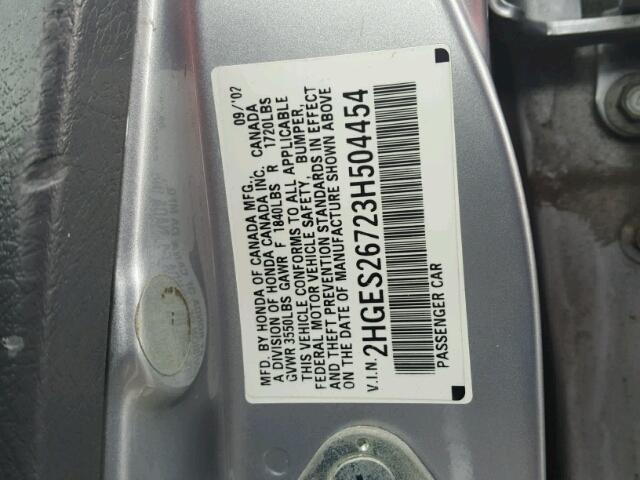 MFD. BY HONDA OF CANADA MFG., 09/'02
A DIVISION OF HONDA CANADA INC. CANADA
GVWR 3550LBS GAWR F 1840LBS R 1720LBS
THIS VEHICLE CONFORMS TO ALL APPLICABLE
FEDERAL MOTOR VEHICLE SAFETY, BUMPER,
AND THEFT PREVENTION STANDARDS IN EFFECT
ON THE DATE OF MANUFACTURE SHOWN ABOVE
V.I.N. 2HGES26723H504454
PASSENGER CAR